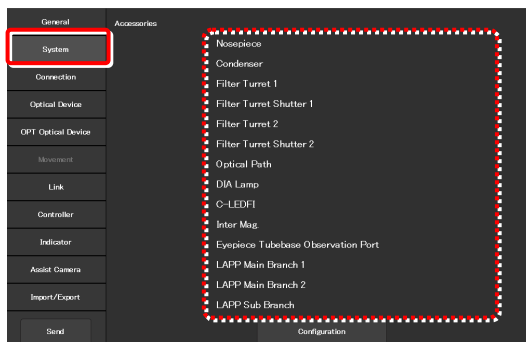 General
System
Connection
Optical Device
OPT Optical Device
Movement
Link
Controller
Indicator
Assist Camera
Import/Export
Send
Accessories
Nosepiece
Condenser
Filter Turret 1
Filter Turret Shutter 1
Filter Turret 2
Filter Turret Shutter 2
Optical Path
DIA Lamp
C-LEDFI
Inter Mag.
Eyepiece Tubebase Observation Port
LAPP Main Branch 1
LAPP Main Branch 2
LAPP Sub Branch
Configuration